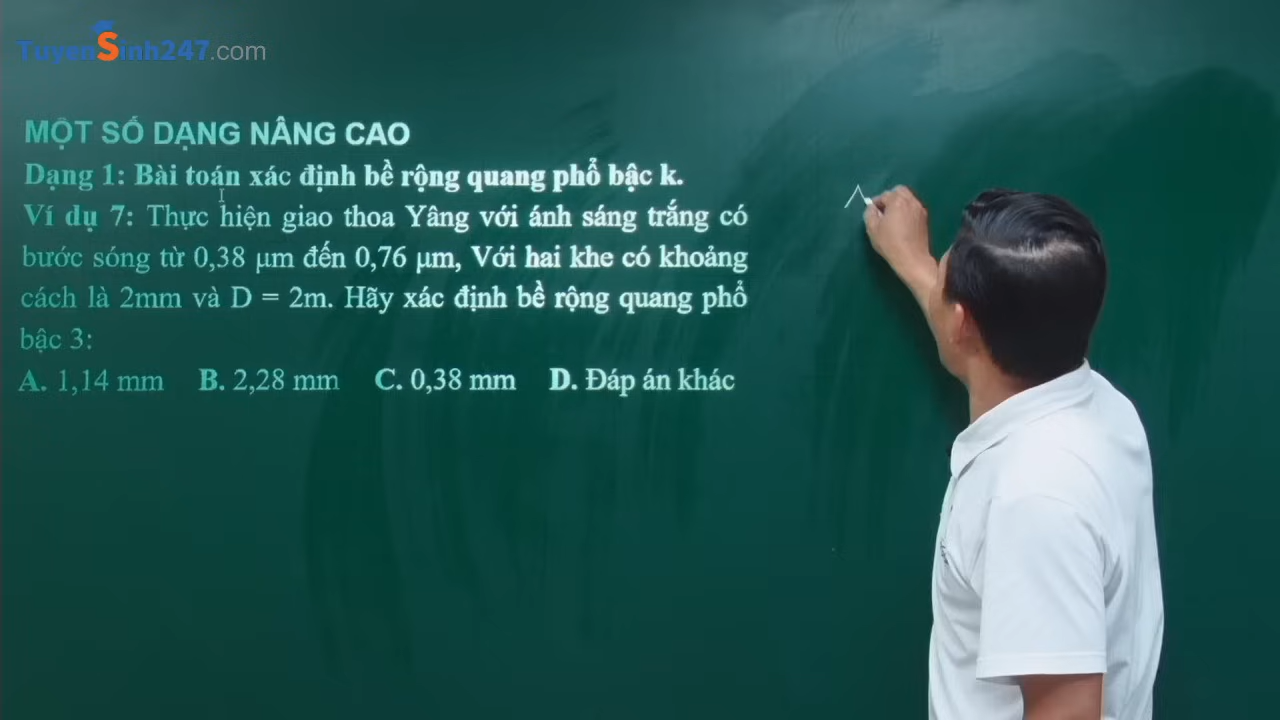 TuyenSinh247.com
MỘT SỐ DẠNG NÂNG CAO
Dạng 1: Bài toán xác định bề rộng quang phổ bậc k.
Ví dụ 7: Thực hiện giao thoa Yâng với ánh sáng trắng có
bước sóng từ 0,38 µm đến 0,76 µm, Với hai khe có khoảng
cách là 2mm và D = 2m. Hãy xác định bề rộng quang phổ
bậc 3:
A. 1,14 mm B. 2,28 mm C. 0,38 mm D. Đáp án khác